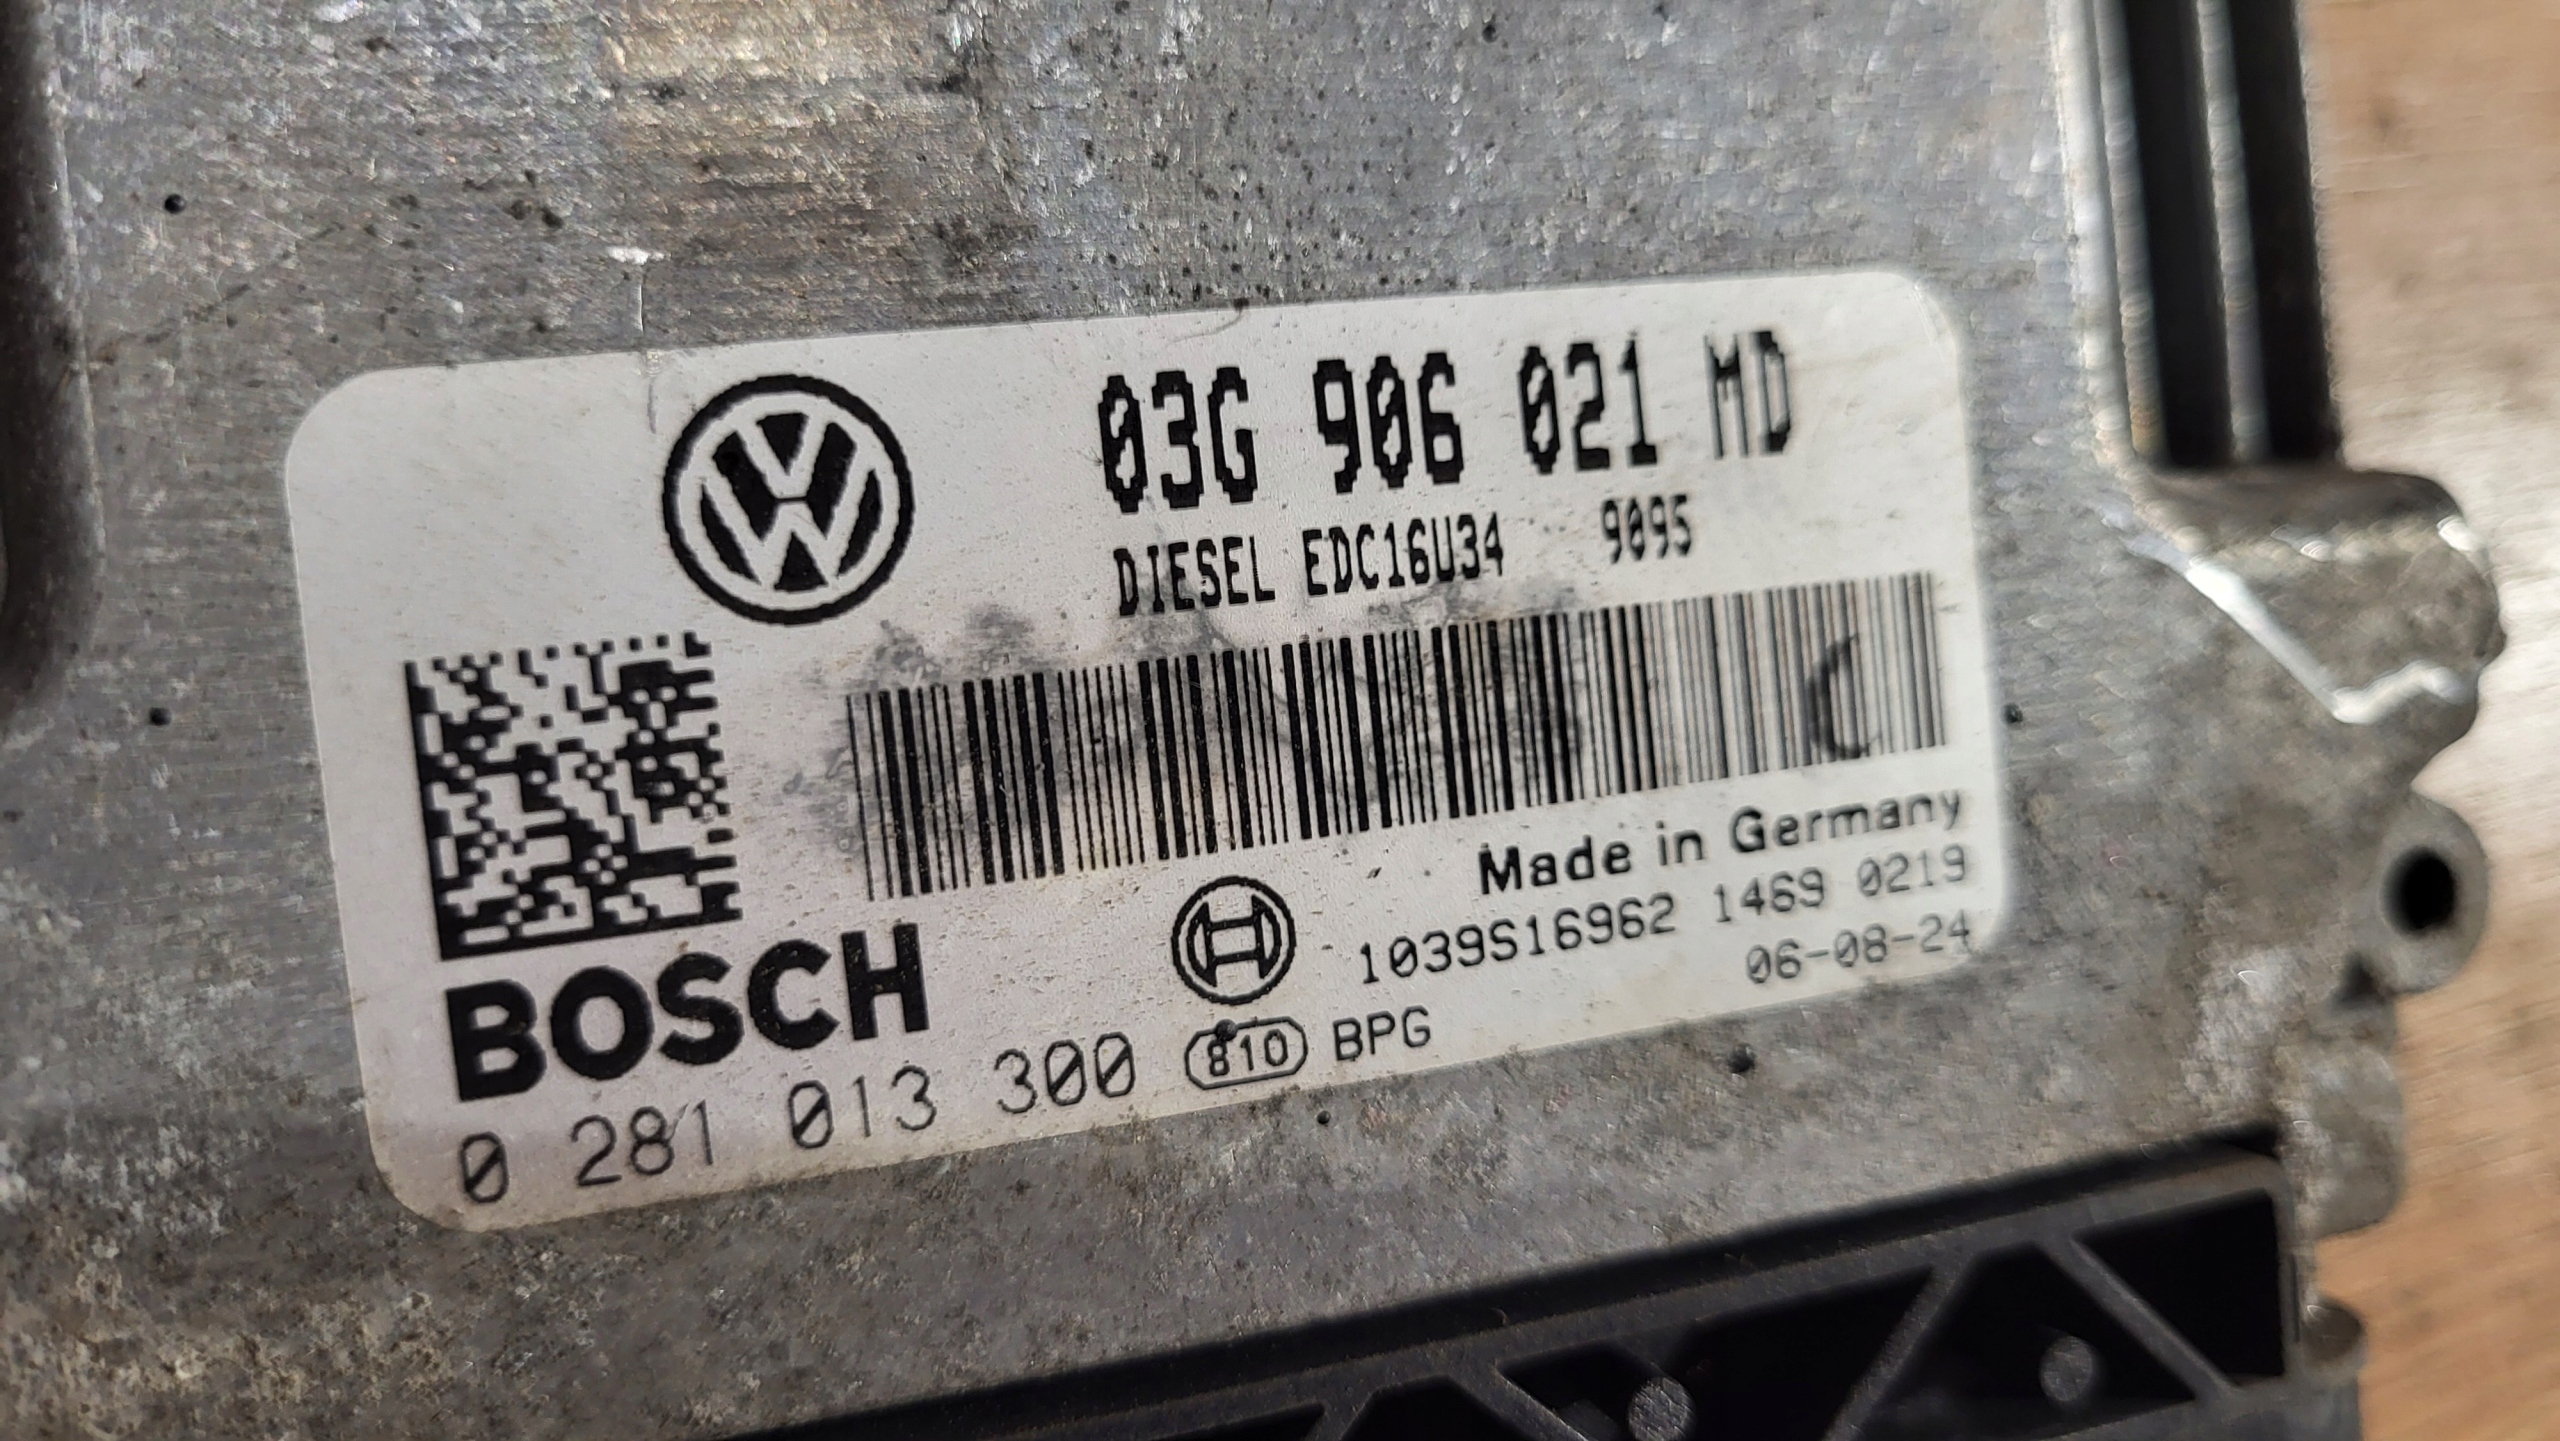 03G 906 021 MD
DIESEL EDC16U34 9095
Made in Germany
1039S16962 1469 0219
06-08-24
BOSCH
0 281 013 300 810 BPG